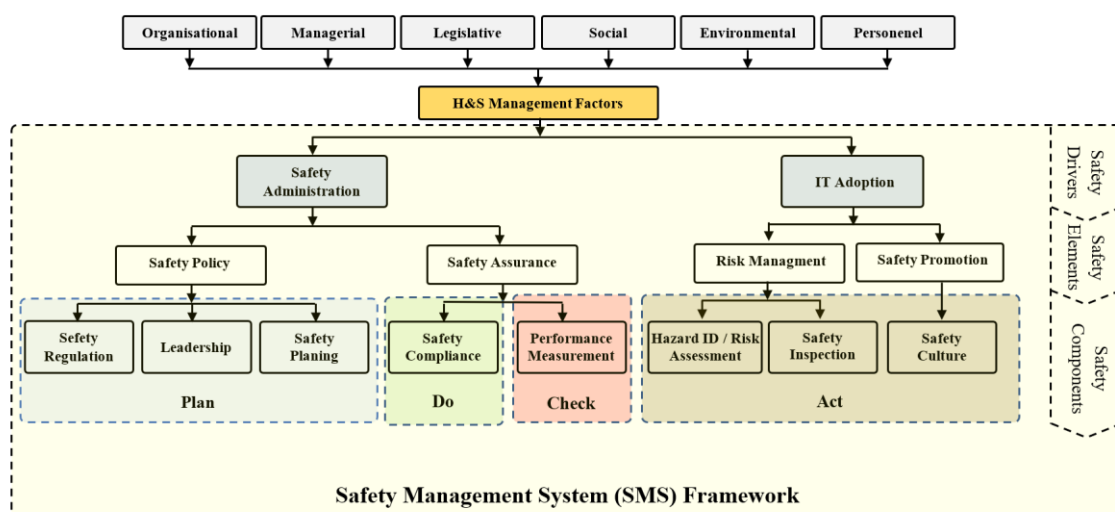 Organisational
Managerial
Legislative
Social
Environmental
Personenel
H&S Management Factors
Safety
Administration
IT Adoption
Safety
Drivers
Safety Policy
Safety Assurance
Risk Managment
Safety Promotion
Safety
Elements
Sefety
Regulation
Leadership
Safety
Planing
Safety
Compliance
Performance
Measurement
Hazard ID / Risk
Assessment
Safety
Inspection
Safety
Culture
Safety
Components
Plan
Do
Check
Act
Safety Management System (SMS) Framework